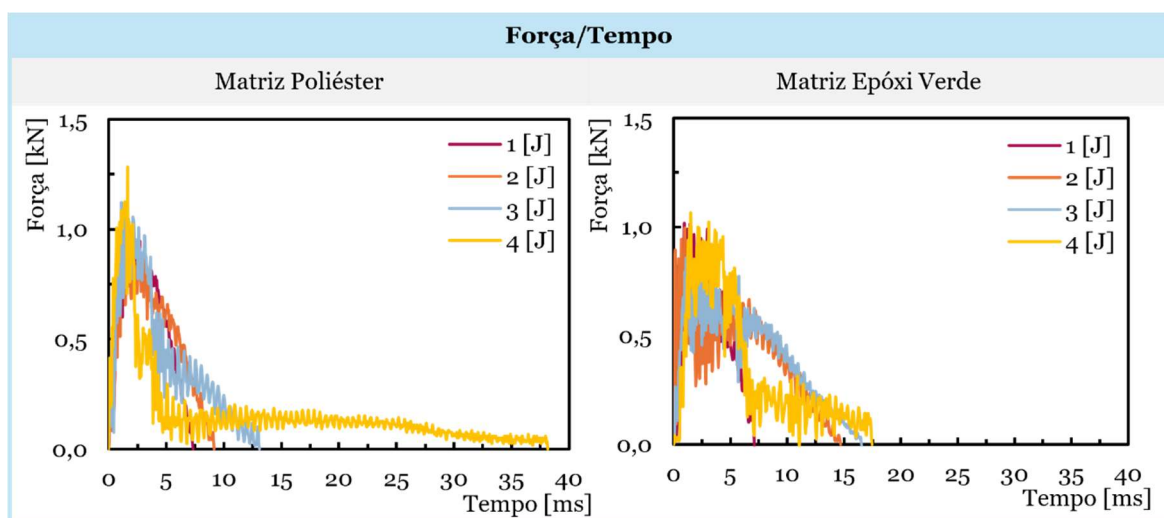 Força/Tempo
Matriz Poliéster
Matriz Epóxi Verde
Força [kN]
1,5
1,0
0,5
0,0
1 [J]
2 [J]
3 [J]
4 [J]
0 5 10 15 20 25 30 35 40
Tempo [ms]
Força [kN]
1,5
1,0
0,5
0,0
1 [J]
2 [J]
3 [J]
4 [J]
0 5 10 15 20 25 30 35 40
Tempo [ms]